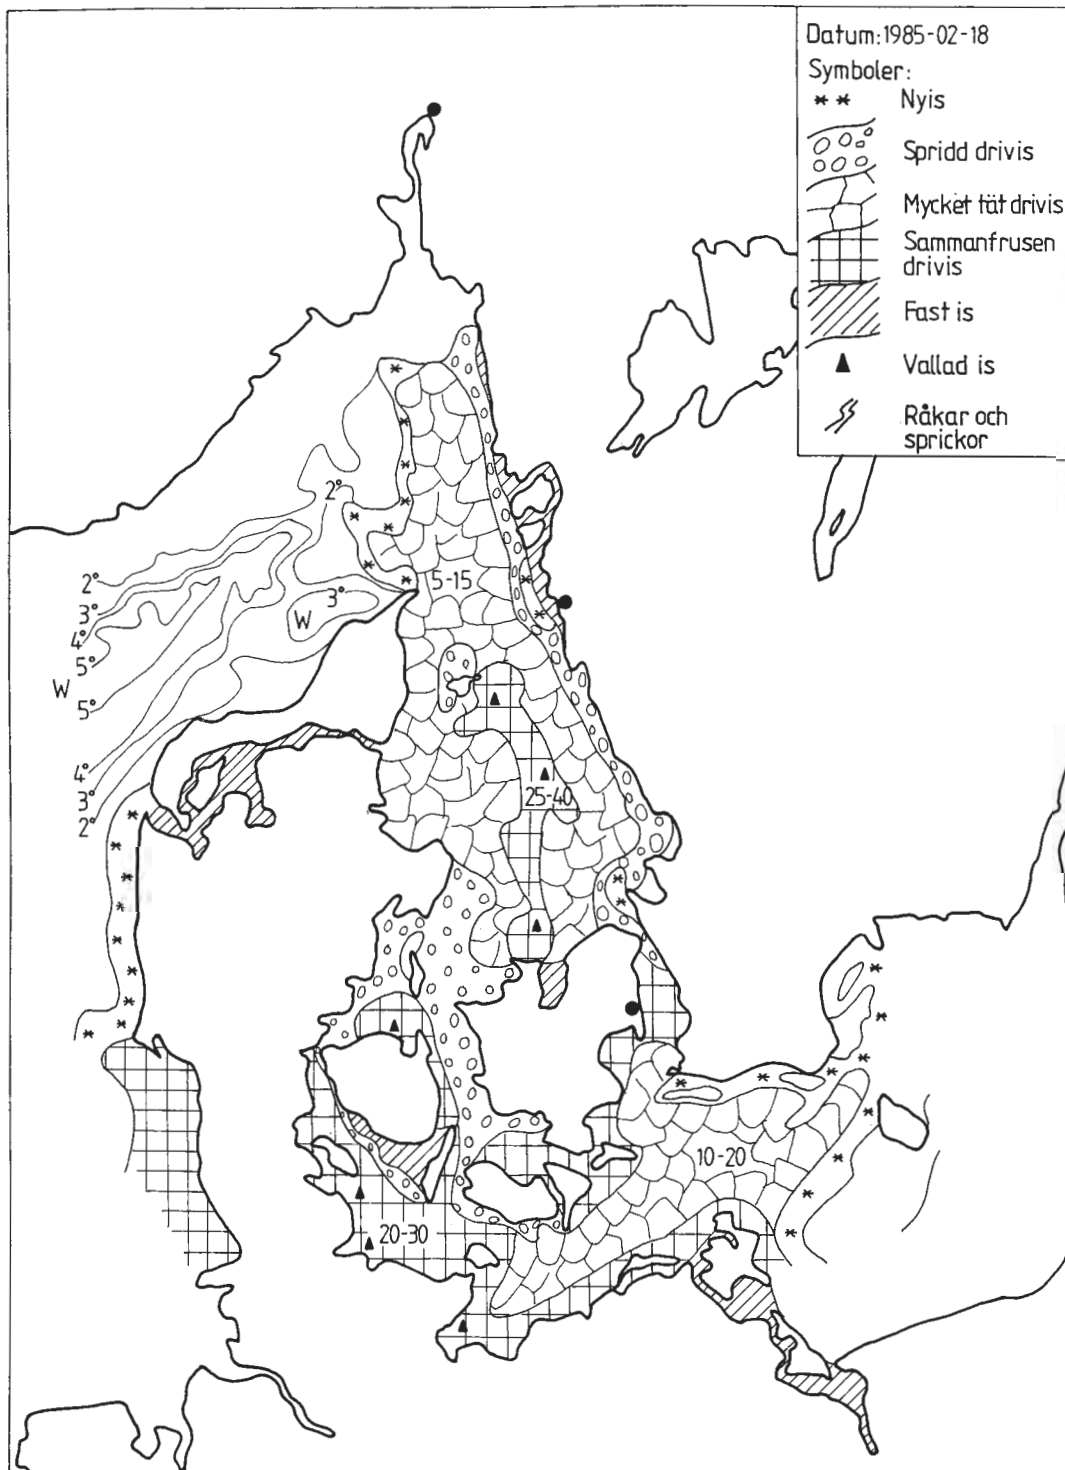 Datum:1985-02-18
Symboler:
Nyis
Spridd drivis
Mycket tät drivis
Sammanfrusen
drivis
Fast is
Vallad is
Råkar och
sprickor
2°
5-15
2°
3°
3°
W
4°
5°
W
5°
4°
25-40
3°
2°
10-20
20-30